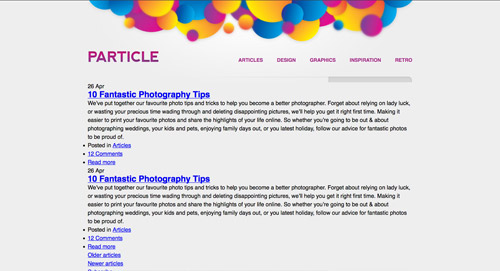 PARTICLE
ARTICLES DESIGN GRAPHICS INSPIRATION RETRO
26 Apr
10 Fantastic Photography Tips
We've put together our favourite photo tips and tricks to help you become a better photographer. Forget about relying on lady luck,
or wasting your precious time wading through and deleting disappointing pictures, we'll help you get it right first time. Making it
easier to print your favourite photos and share the highlights of your life online. So whether you're going to be out & about
photographing weddings, your kids and pets, enjoying family days out, or you latest holiday, follow our advice for fantastic photos
to be proud of.
Posted in Articles
12 Comments
Read more
26 Apr
10 Fantastic Photography Tips
We've put together our favourite photo tips and tricks to help you become a better photographer. Forget about relying on lady luck,
or wasting your precious time wading through and deleting disappointing pictures, we'll help you get it right first time. Making it
easier to print your favourite photos and share the highlights of your life online. So whether you're going to be out & about
photographing weddings, your kids and pets, enjoying family days out, or you latest holiday, follow our advice for fantastic photos
to be proud of.
Posted in Articles
12 Comments
Read more
Older articles
Newer articles